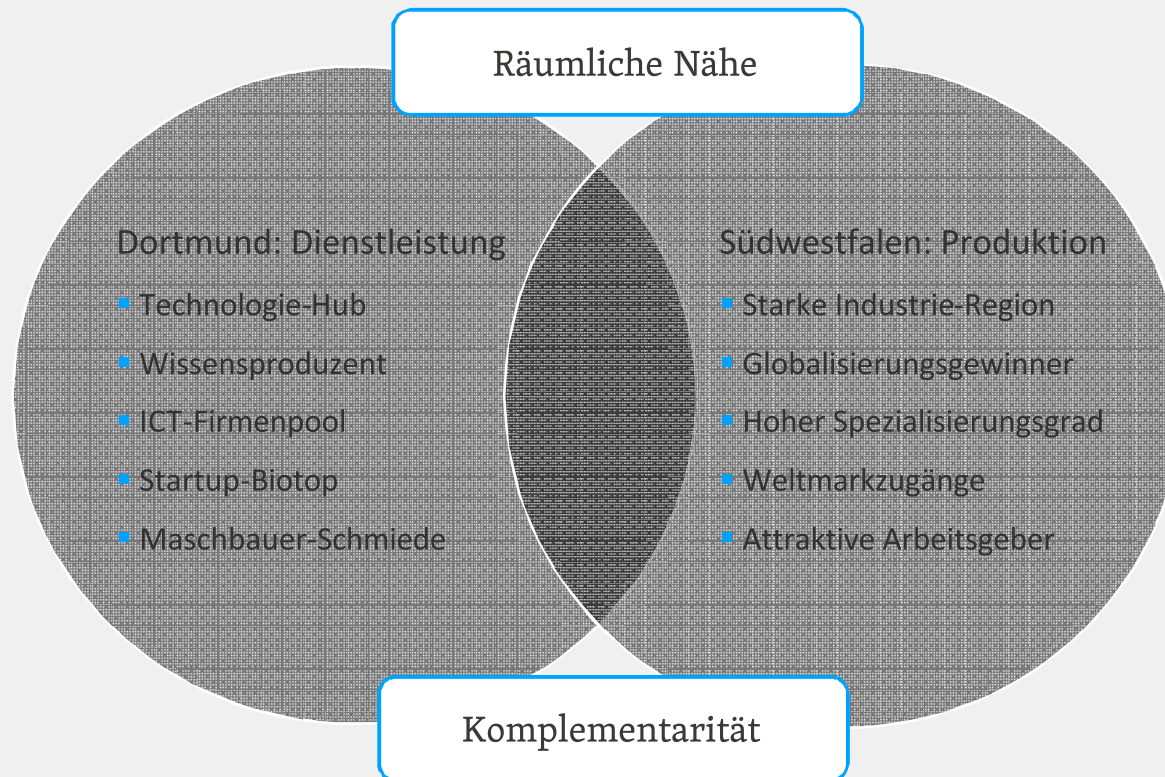 Räumliche Nähe
Dortmund: Dienstleistung
Technologie-Hub
Wissensproduzent
ICT-Firmenpool
Startup-Biotop
Maschbauer-Schmiede
Südwestfalen: Produktion
Starke Industrie-Region
Globalisierungsgewinner
Hoher Spezialisierungsgrad
Weltmarkzugänge
Attraktive Arbeitsgeber
Komplementarität